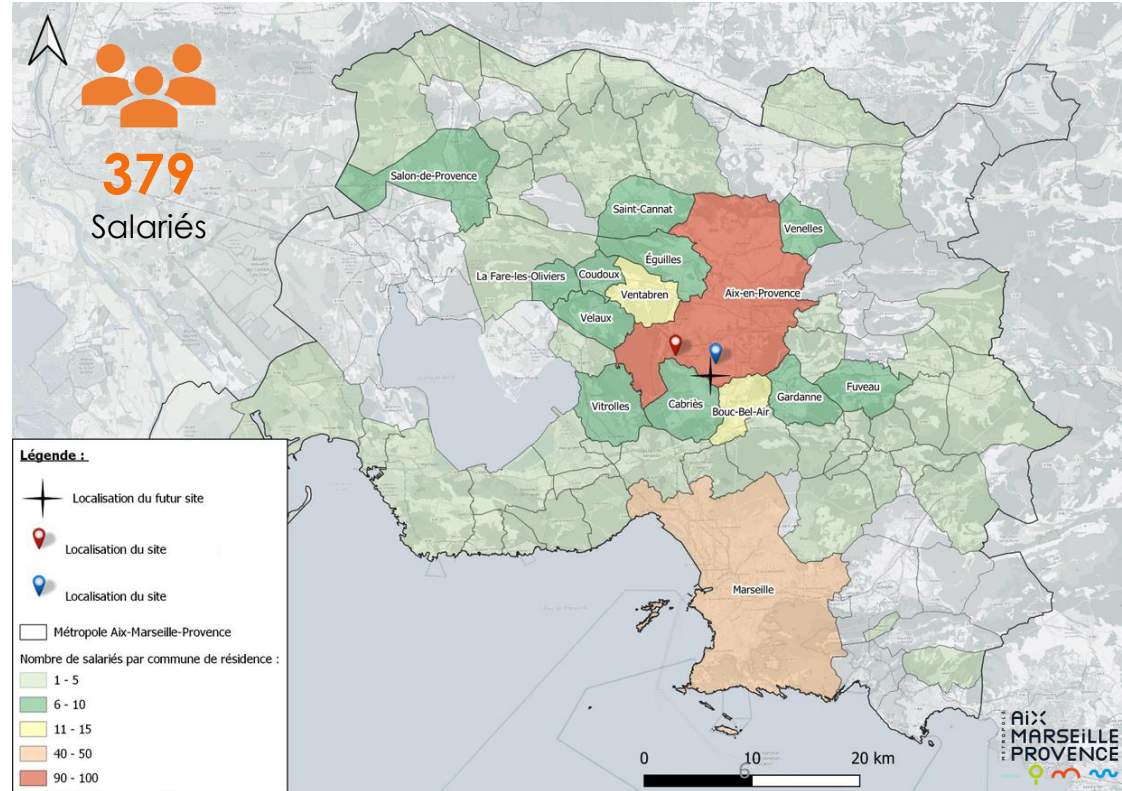 379
Salariés
Salon-de-Provence
Saint-Cannat
Venelles
Éguilles
La Fare-les-Oliviers
Coudoux
Ventabren
Aix-en-Provence
Velaux
Vitrolles
Cabriès
Bouc-Bel-Air
Gardanne
Fuveau
Marseille
Légende :
Localisation du futur site
Localisation du site
Localisation du site
Métropole Aix-Marseille-Provence
Nombre de salariés par commune de résidence :
1 - 5
6 - 10
11 - 15
40 - 50
90 - 100
0 10 20 km
6
MÉTROPOLE
AiX
MARSEiLLE
PROVENCE